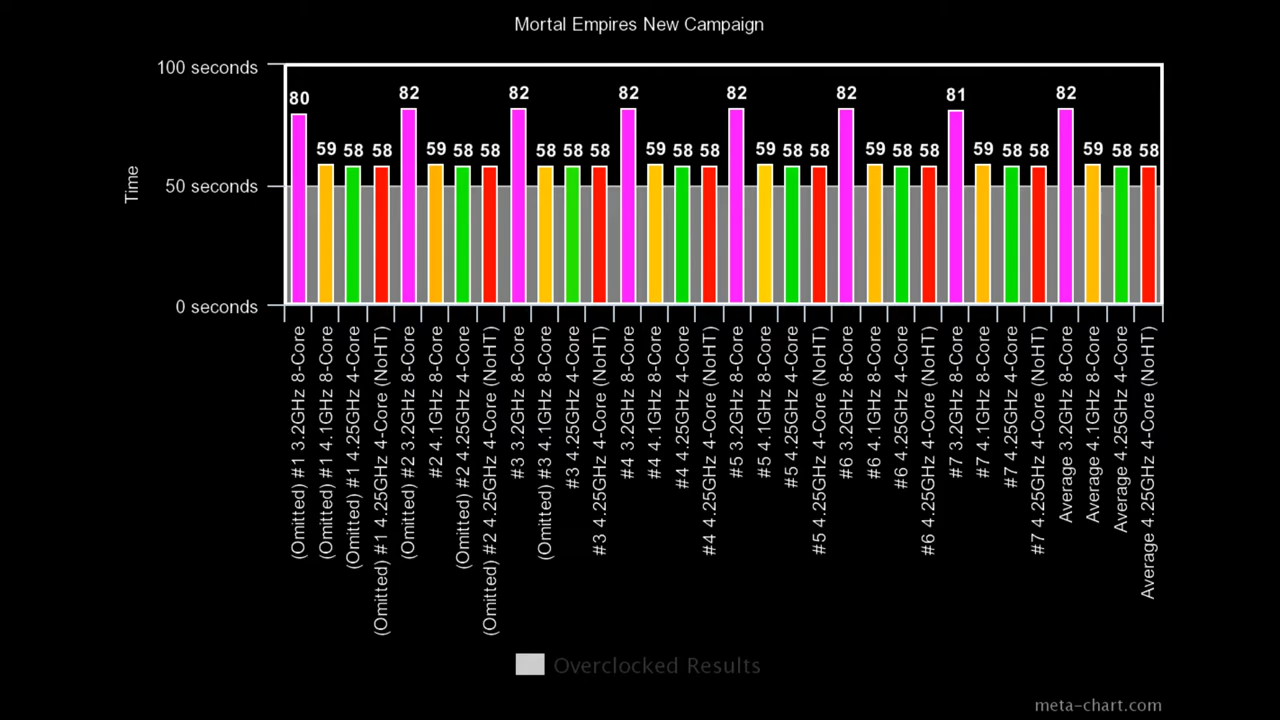 Mortal Empires New Campaign
100 seconds
50 seconds
0 seconds
Time
80 59 58 58 82 59 58 58 82 58 58 58 82 59 58 58 82 59 58 58 82 59 58 58 81 59 58 58 82 59 58 58
(Omitted) #1 3.2GHz 8-Core
(Omitted) #1 4.1GHz 8-Core
(Omitted) #1 4.25GHz 4-Core
(Omitted) #1 4.25GHz 4-Core (NoHT)
(Omitted) #2 3.2GHz 8-Core
#2 4.1GHz 8-Core
(Omitted) #2 4.25GHz 4-Core
(Omitted) #2 4.25GHz 4-Core (NoHT)
#3 3.2GHz 8-Core
(Omitted) #3 4.1GHz 8-Core
#3 4.25GHz 4-Core
#3 4.25GHz 4-Core (NoHT)
#4 3.2GHz 8-Core
#4 4.1GHz 8-Core
#4 4.25GHz 4-Core
#4 4.25GHz 4-Core (NoHT)
#5 3.2GHz 8-Core
#5 4.1GHz 8-Core
#5 4.25GHz 4-Core
#5 4.25GHz 4-Core (NoHT)
#6 3.2GHz 8-Core
#6 4.1GHz 8-Core
#6 4.25GHz 4-Core
#6 4.25GHz 4-Core (NoHT)
#7 3.2GHz 8-Core
#7 4.1GHz 8-Core
#7 4.25GHz 4-Core
#7 4.25GHz 4-Core (NoHT)
Average 3.2GHz 8-Core
Average 4.1GHz 8-Core
Average 4.25GHz 4-Core
Average 4.25GHz 4-Core (NoHT)
Overclocked Results
meta-chart.com